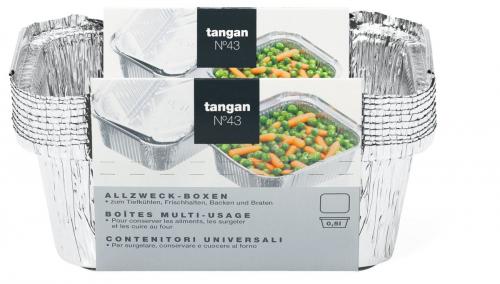 tangan
N°43
tangan
N°43
ALLZWECK-BOXEN
• zum Tiefkühlen, Frischhalten, Backen und Braten
BOÎTES MULTI-USAGE
• Pour conserver les aliments, les surgeler
et les cuire au four
CONTENITORI UNIVERSALI
• Par surgelare, conservare e cuocere al forno
0,8l